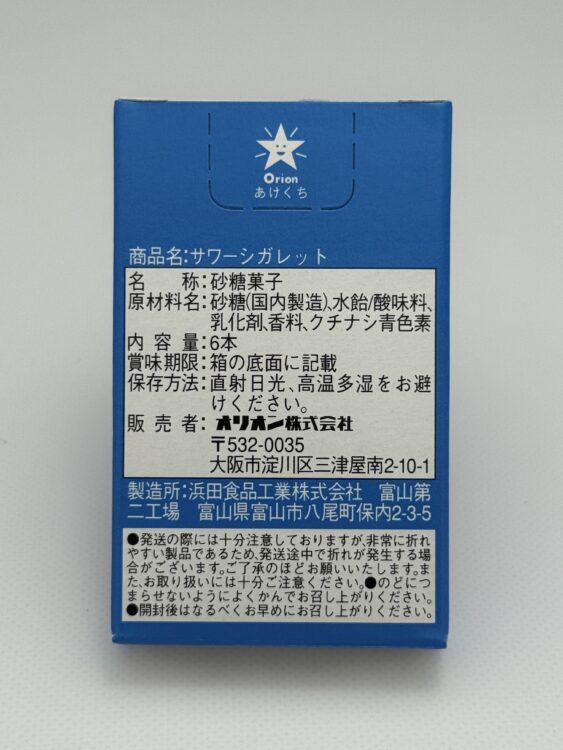 Orion
あけくち
商品名:サワーシガレット
名称:砂糖菓子
原材料名:砂糖(国内製造)、水飴/酸味料、
乳化剤、香料、クチナシ青色素
内容量:6本
賞味期限:箱の底面に記載
保存方法:直射日光、高温多湿をお避
けください。
販売者:オリオン株式会社
〒532-0035
大阪市淀川区三津屋南2-10-1
製造所:浜田食品工業株式会社 富山第
二工場 富山県富山市八尾町保内2-3-5
●発送の際には十分注意しておりますが、非常に折れ
やすい製品であるため、発送途中で折れが発生する場
合がございます。ご了承のほどお願いいたします。ま
た、お取り扱いには十分ご注意ください。●のどにつ
まらせないようによくかんでお召し上がりください。
●開封後はなるべくお早めにお召し上がりください。